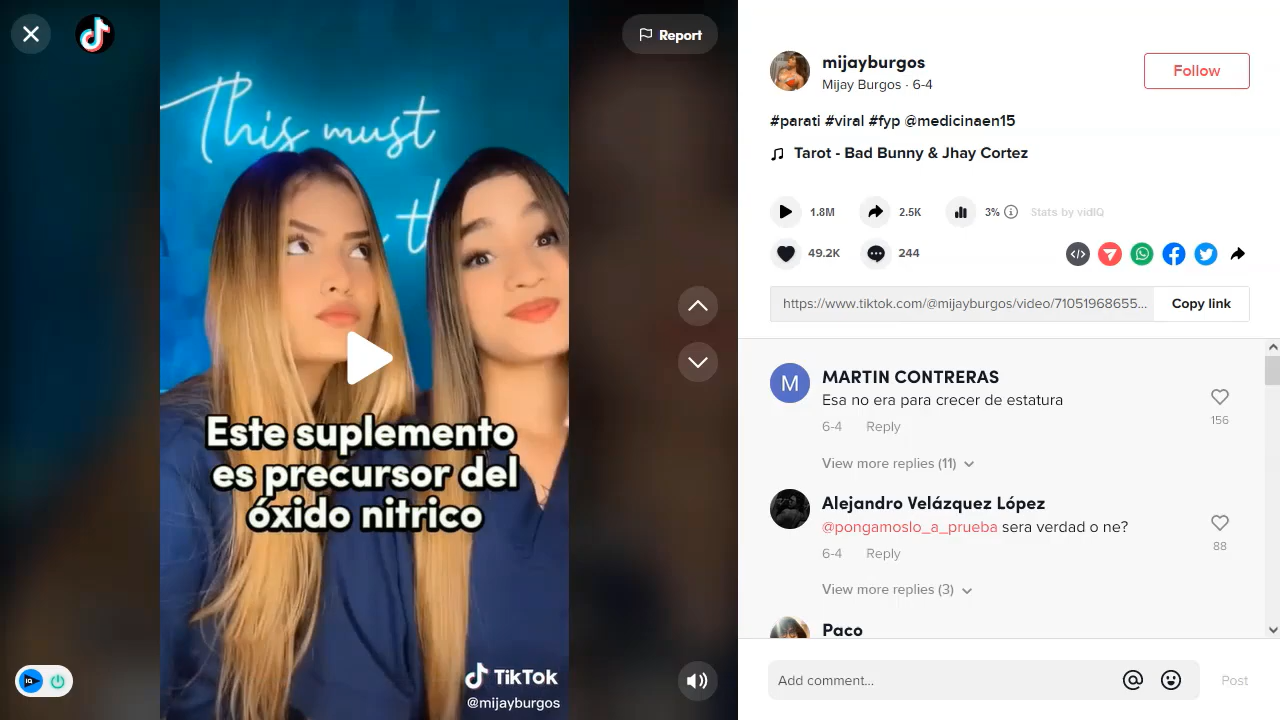 Report
This must
th
Este suplemento
es precursor del
óxido nitrico
TikTok
@mijayburgos
IQ
mijayburgos
Mijay Burgos · 6-4
Follow
#parati #viral #fyp @medicinaen15
Tarot - Bad Bunny & Jhay Cortez
1.8M
2.5K
3%
Stats by vidIQ
49.2K
244
https://www.tiktok.com/@mijayburgos/video/71051968655...
Copy link
M
MARTIN CONTRERAS
Esa no era para crecer de estatura
156
6-4 Reply
View more replies (11)
Alejandro Velázquez López
@pongamoslo_a_prueba sera verdad o ne?
88
6-4 Reply
View more replies (3)
Paco
Add comment...
Post